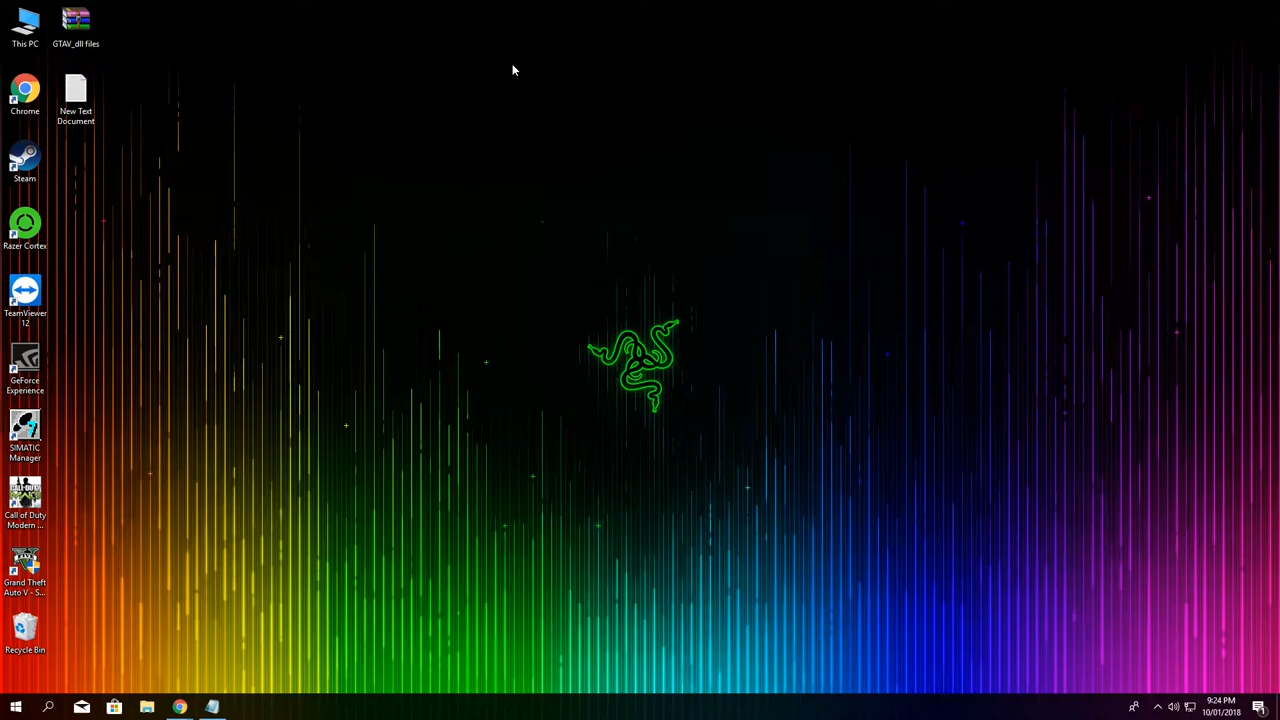 This PC
GTAV_dll files
Chrome
New Text
Document
Steam
Razer Cortex
TeamViewer
12
GeForce
Experience
SIMATIC
Manager
Call of Duty
Modern ...
Grand Theft
Auto V - S...
Recycle Bin
9:24 PM
10/01/2018
1